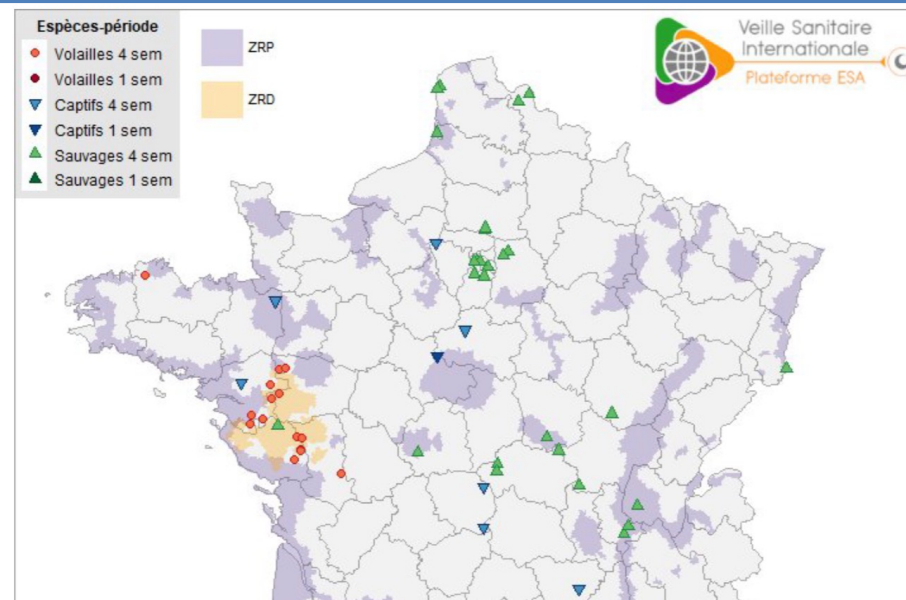 Espèces-période
Volailles 4 sem
Volailles 1 sem
Captifs 4 sem
Captifs 1 sem
Sauvages 4 sem
Sauvages 1 sem
ZRP
ZRD
Veille Sanitaire
Internationale
Plateforme ESA